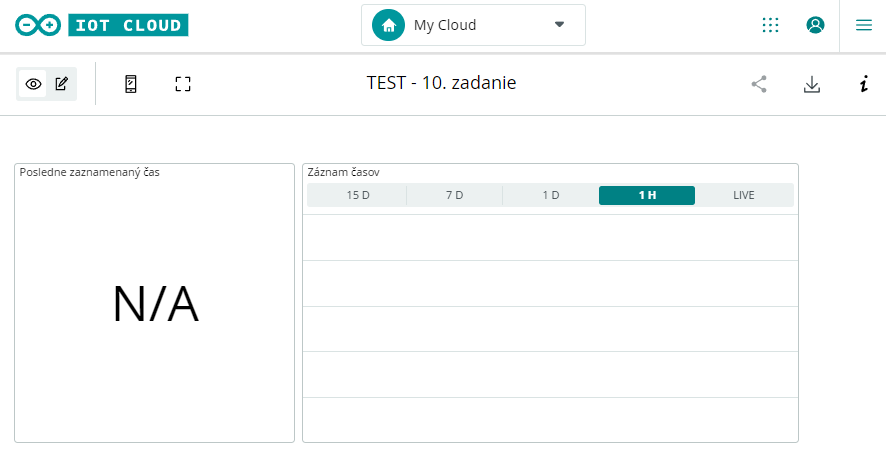 IOT CLOUD
My Cloud
TEST - 10. zadanie
Posledne zaznamenaný čas
N/A
Záznam časov
15 D 7 D 1 D 1 H LIVE